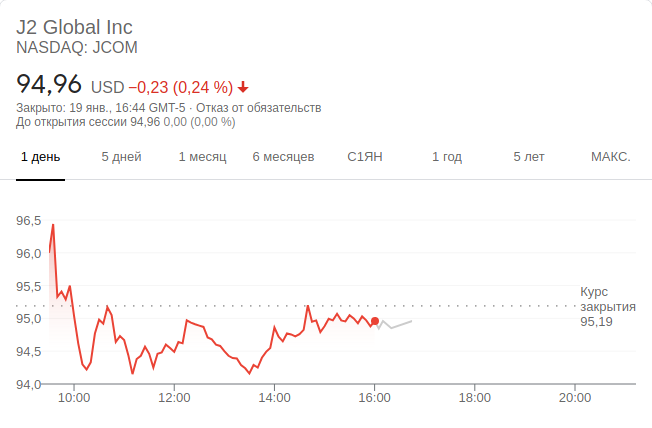 J2 Global Inc
NASDAQ: JCOM
94,96 USD −0,23 (0,24 %)
Закрыто: 19 янв., 16:44 GMT-5 · Отказ от обязательств
До открытия сессии 94,96 0,00 (0,00 %)
1 день 5 дней 1 месяц 6 месяцев С1ЯН 1 год 5 лет МАКС.
96,5
96,0
95,5
Курс
закрытия
95,19
95,0
94,5
94,0
10:00 12:00 14:00 16:00 18:00 20:00